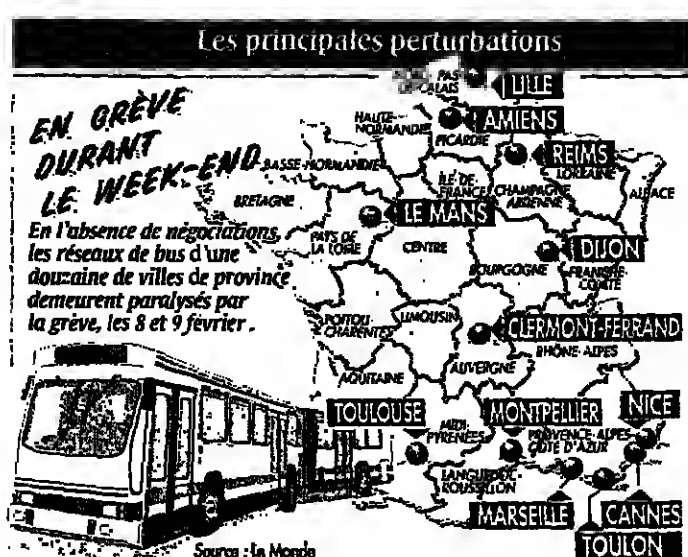 Les principales perturbations
EN GRÈVE
DURANT
LE WEEK-END
En l'absence de négociations,
les réseaux de bus d'une
douzaine de villes de province
demeurent paralysés par
la grève, les 8 et 9 février.
Source : Le Monde
NORD-PAS
DE-CALAIS
LILLE
HAUTE-
NORMANDIE
AMIENS
PICARDIE
REIMS
BASSE-NORMANDIE
ÎLE-DE-
FRANCE
CHAMPAGNE
ARDENNE
LORRAINE
ALSACE
BRETAGNE
LE MANS
PAYS DE
LA LOIRE
CENTRE
DIJON
BOURGOGNE
FRANCHE-
COMTÉ
POITOU-
CHARENTES
LIMOUSIN
CLERMONT-FERRAND
AUVERGNE
RHÔNE-ALPES
AQUITAINE
TOULOUSE
MIDI-
PYRÉNÉES
MONTPELLIER
NICE
PROVENCE-ALPES-
CÔTE D'AZUR
LANGUEDOC-
ROUSSILLON
MARSEILLE
CANNES
TOULON